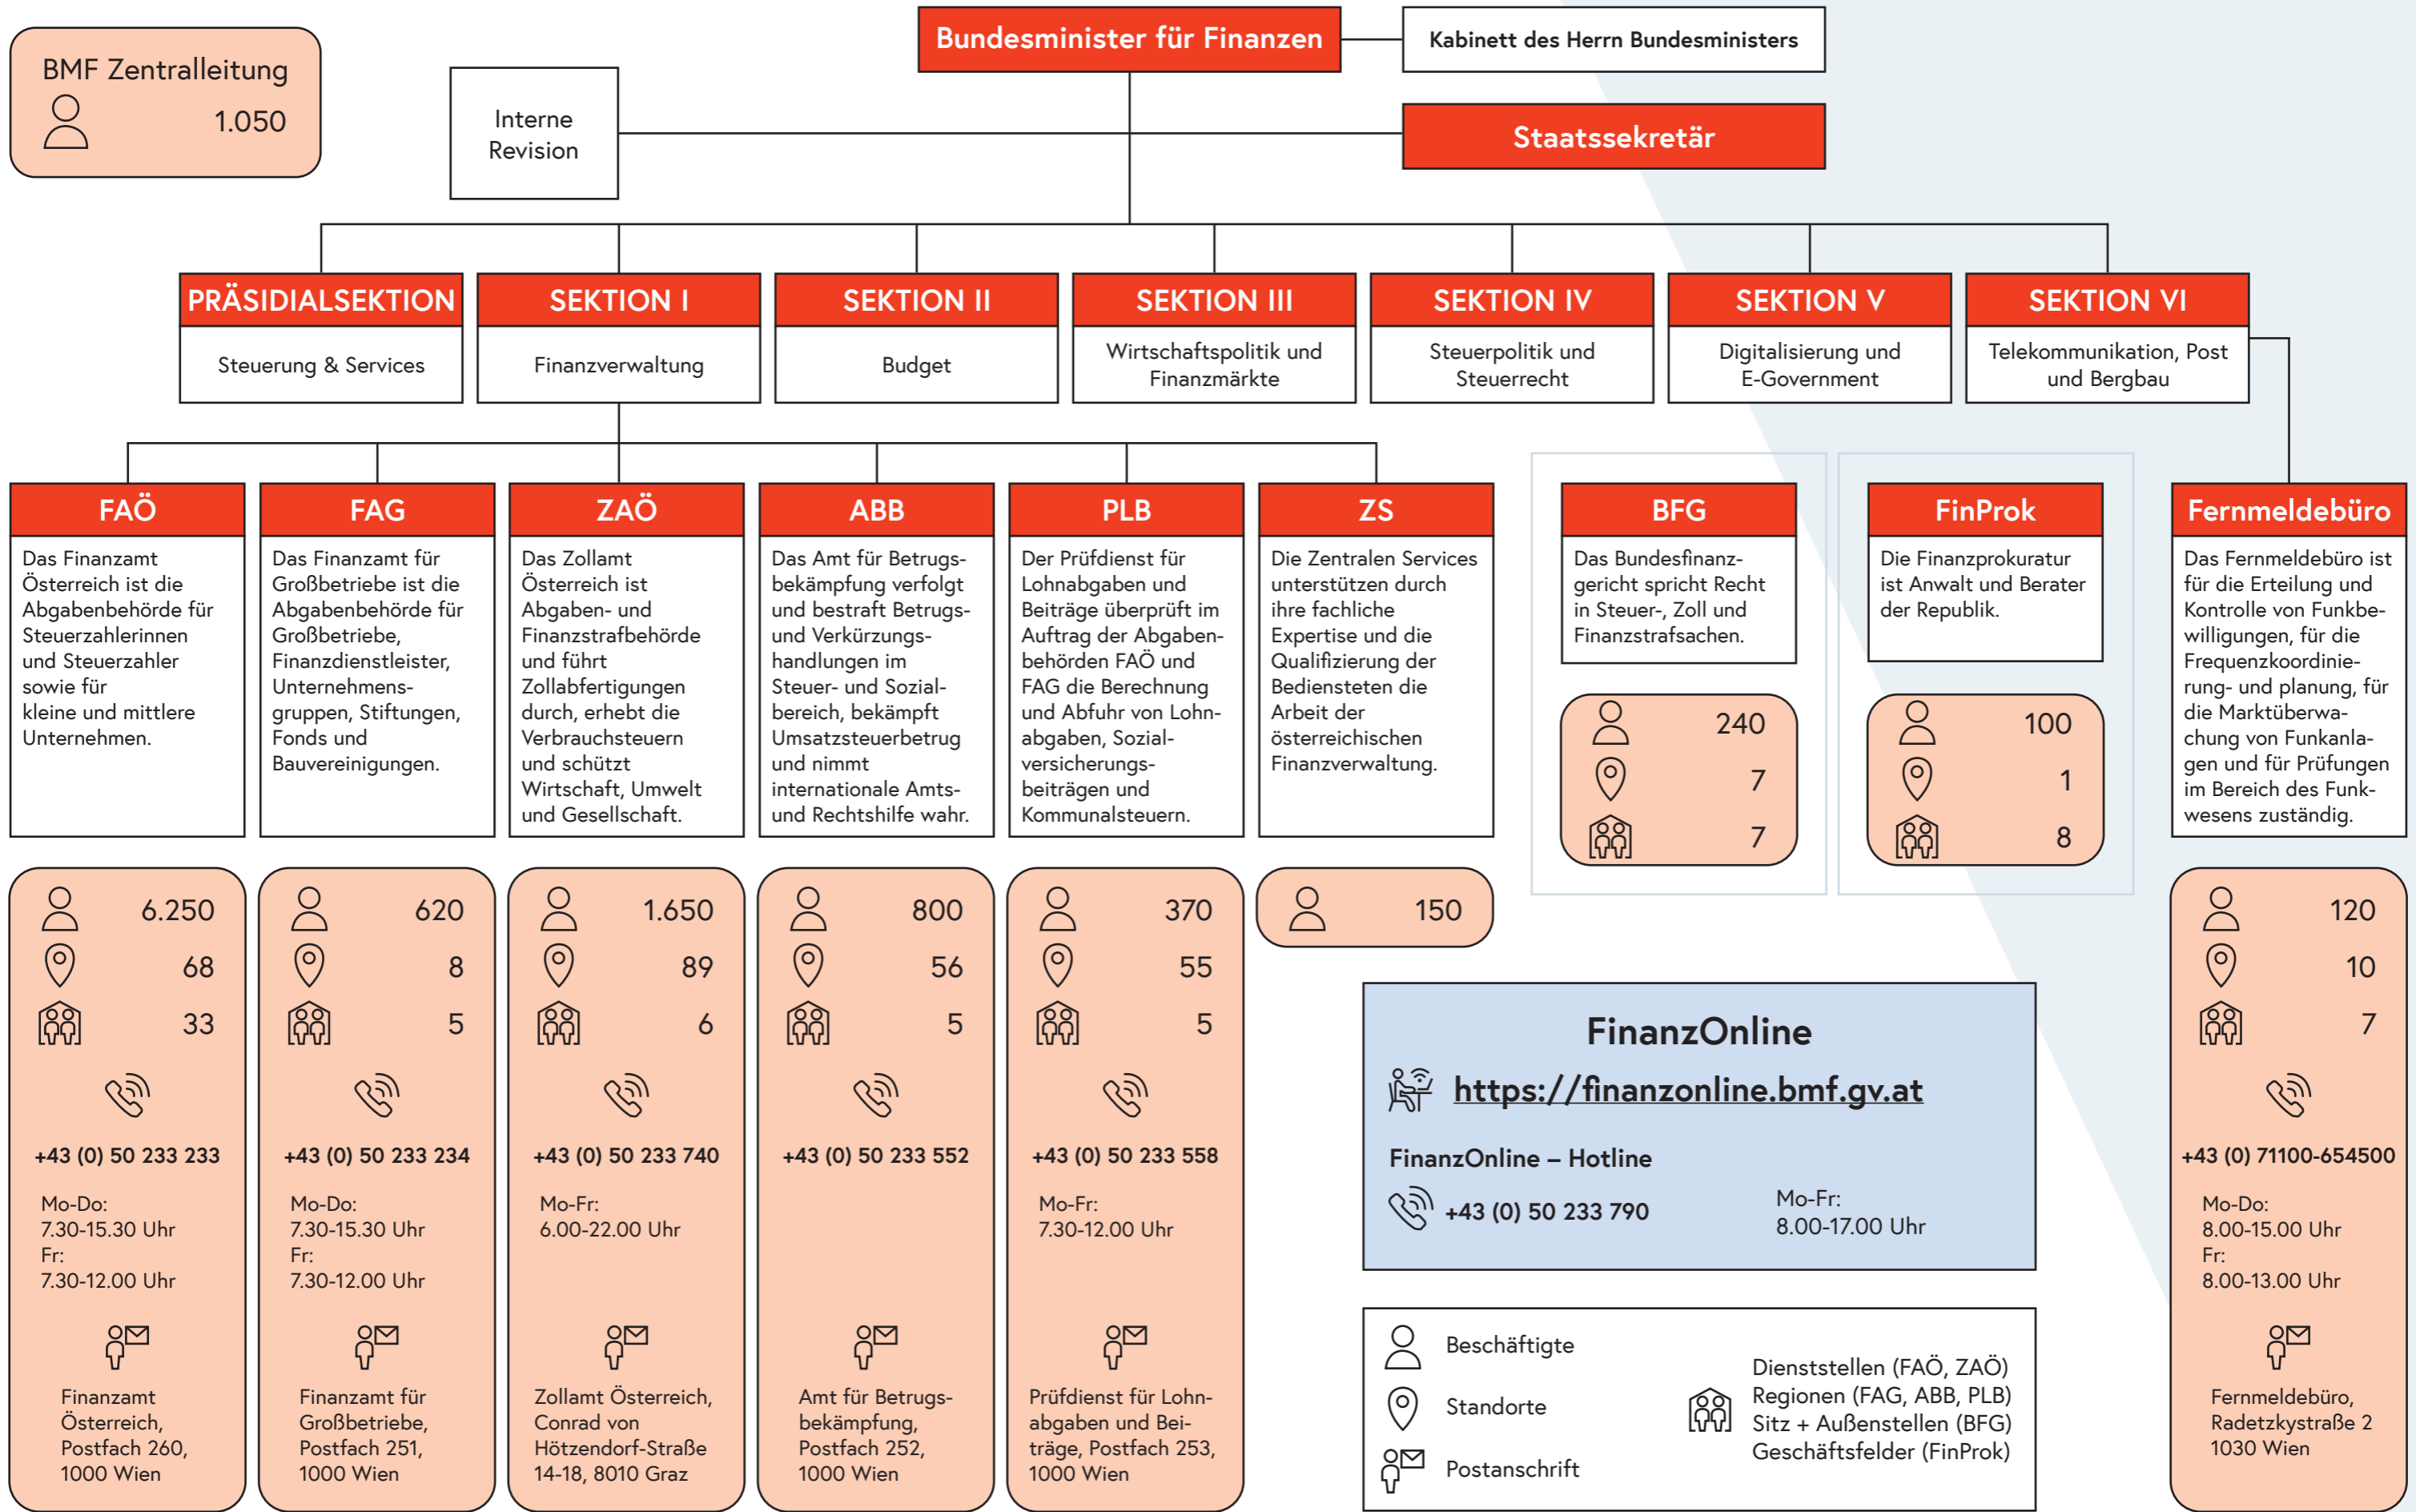 BMF Zentralleitung
1.050
Interne
Revision
Bundesminister für Finanzen
Kabinett des Herrn Bundesministers
Staatssekretär
PRÄSIDIALSEKTION
Steuerung & Services
SEKTION I
Finanzverwaltung
SEKTION II
Budget
SEKTION III
Wirtschaftspolitik und
Finanzmärkte
SEKTION IV
Steuerpolitik und
Steuerrecht
SEKTION V
Digitalisierung und
E-Government
SEKTION VI
Telekommunikation, Post
und Bergbau
FAÖ
Das Finanzamt
Österreich ist die
Abgabenbehörde für
Steuerzahlerinnen
und Steuerzahler
sowie für
kleine und mittlere
Unternehmen.
6.250
68
33
+43 (0) 50 233 233
Mo-Do:
7.30-15.30 Uhr
Fr:
7.30-12.00 Uhr
Finanzamt
Österreich,
Postfach 260,
1000 Wien
FAG
Das Finanzamt für
Großbetriebe ist die
Abgabenbehörde für
Großbetriebe,
Finanzdienstleister,
Unternehmens-
gruppen, Stiftungen,
Fonds und
Bauvereinigungen.
620
8
5
+43 (0) 50 233 234
Mo-Do:
7.30-15.30 Uhr
Fr:
7.30-12.00 Uhr
Finanzamt für
Großbetriebe,
Postfach 251,
1000 Wien
ZAÖ
Das Zollamt
Österreich ist
Abgaben- und
Finanzstrafbehörde
und führt
Zollabfertigungen
durch, erhebt die
Verbrauchsteuern
und schützt
Wirtschaft, Umwelt
und Gesellschaft.
1.650
89
6
+43 (0) 50 233 740
Mo-Fr:
6.00-22.00 Uhr
Zollamt Österreich,
Conrad von
Hötzendorf-Straße
14-18, 8010 Graz
ABB
Das Amt für Betrugs-
bekämpfung verfolgt
und bestraft Betrugs-
und Verkürzungs-
handlungen im
Steuer- und Sozial-
bereich, bekämpft
Umsatzsteuerbetrug
und nimmt
internationale Amts-
und Rechtshilfe wahr.
800
56
5
+43 (0) 50 233 552
Amt für Betrugs-
bekämpfung,
Postfach 252,
1000 Wien
PLB
Der Prüfdienst für
Lohnabgaben und
Beiträge überprüft im
Auftrag der Abgaben-
behörden FAÖ und
FAG die Berechnung
und Abfuhr von Lohn-
abgaben, Sozial-
versicherungs-
beiträgen und
Kommunalsteuern.
370
55
5
+43 (0) 50 233 558
Mo-Fr:
7.30-12.00 Uhr
Prüfdienst für Lohn-
abgaben und Bei-
träge, Postfach 253,
1000 Wien
ZS
Die Zentralen Services
unterstützen durch
ihre fachliche
Expertise und die
Qualifizierung der
Bediensteten die
Arbeit der
österreichischen
Finanzverwaltung.
150
BFG
Das Bundesfinanz-
gericht spricht Recht
in Steuer-, Zoll und
Finanzstrafsachen.
240
7
7
FinProk
Die Finanzprokuratur
ist Anwalt und Berater
der Republik.
100
1
8
Fernmeldebüro
Das Fernmeldebüro ist
für die Erteilung und
Kontrolle von Funkbe-
willigungen, für die
Frequenzkoordinie-
rung- und planung, für
die Marktüberwa-
chung von Funkanla-
gen und für Prüfungen
im Bereich des Funk-
wesens zuständig.
120
10
7
+43 (0) 71100-654500
Mo-Do:
8.00-15.00 Uhr
Fr:
8.00-13.00 Uhr
Fernmeldebüro,
Radetzkystraße 2
1030 Wien
FinanzOnline
https://finanzonline.bmf.gv.at
FinanzOnline – Hotline
+43 (0) 50 233 790
Mo-Fr:
8.00-17.00 Uhr
Beschäftigte
Standorte
Postanschrift
Dienststellen (FAÖ, ZAÖ)
Regionen (FAG, ABB, PLB)
Sitz + Außenstellen (BFG)
Geschäftsfelder (FinProk)